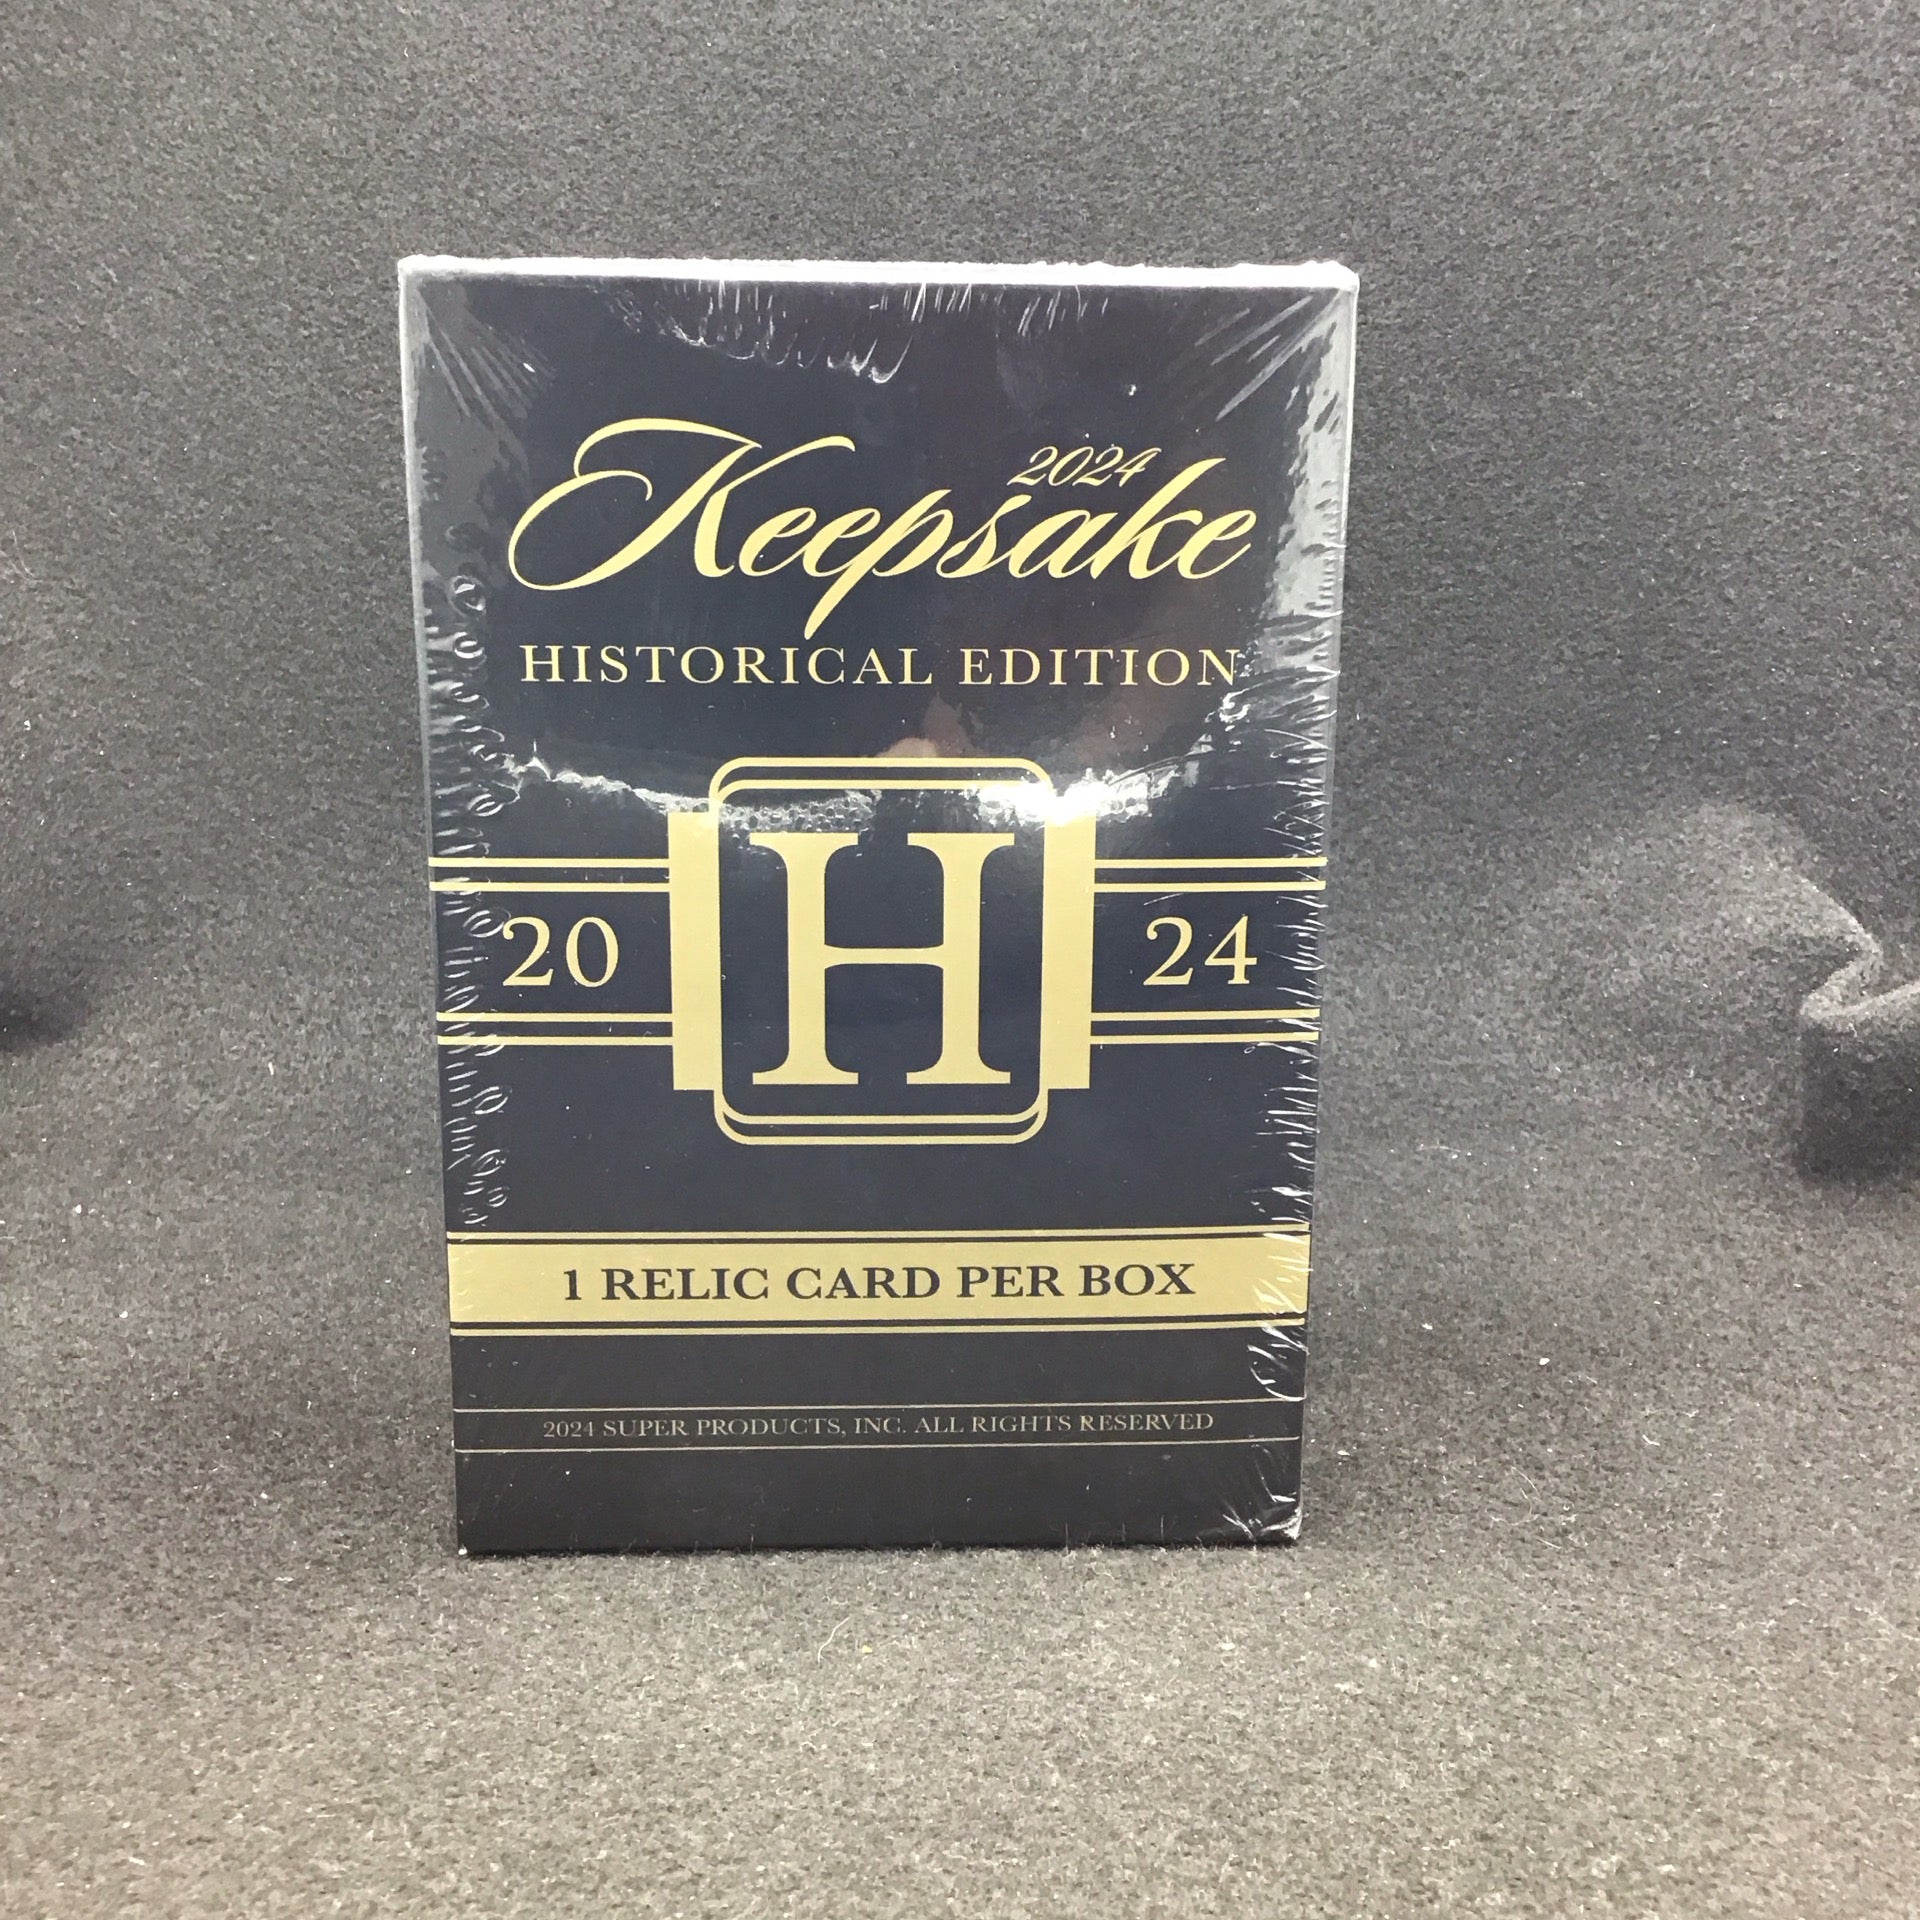 2024
Keepsake
HISTORICAL EDITION
20 H 24
1 RELIC CARD PER BOX
2024 SUPER PRODUCTS, INC. ALL RIGHTS RESERVED